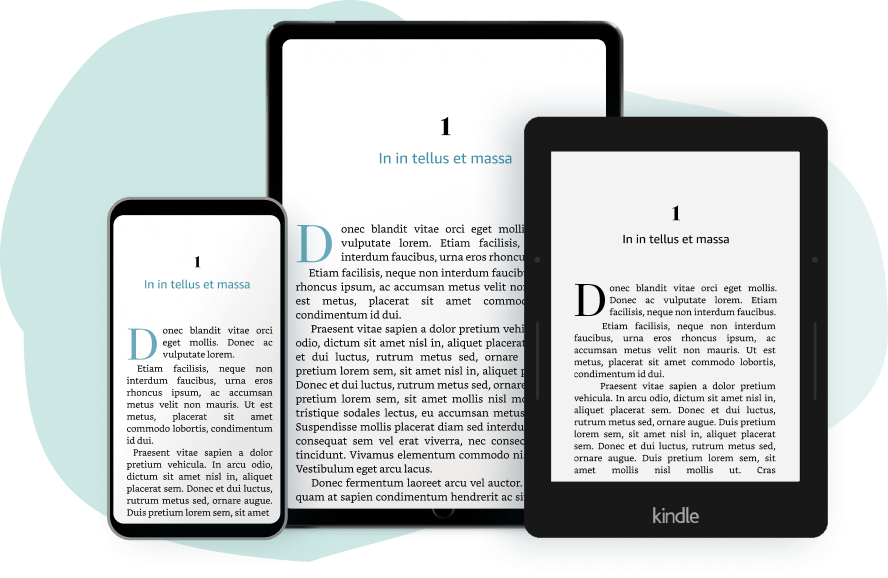 1
In in tellus et massa
Donec blandit vitae orci
eget mollis. Donec ac
vulputate lorem.
Etiam facilisis, neque non
interdum faucibus, urna eros
rhoncus ipsum, ac accumsan
metus velit non mauris. Ut est
metus, placerat sit amet
commodo lobortis, condimentum
id dui.
Praesent vitae sapien a dolor
pretium vehicula. In arcu odio,
dictum sit amet nisl in, aliquet
placerat sem. Donec et dui luctus,
rutrum metus sed, ornare augue.
Duis pretium lorem sem, sit amet
1
In in tellus et massa
Donec blandit vitae orci eget molli
vulputate lorem. Etiam facilisis,
interdum faucibus, urna eros rhoncu
Etiam facilisis, neque non interdum faucib
rhoncus ipsum, ac accumsan metus velit no
est metus, placerat sit amet commo
condimentum id dui.
Praesent vitae sapien a dolor pretium vehi
odio, dictum sit amet nisl in, aliquet placerat
et dui luctus, rutrum metus sed, ornare
pretium lorem sem, sit amet nisl in, aliquet p
Donec et dui luctus, rutrum metus sed, ornare
pretium lorem sem, sit amet mollis nisl mo
tristique sodales lectus, eu accumsan metus
Suspendisse mollis placerat diam sed interdu
consequat sem vel erat viverra, nec consec
tincidunt. Vivamus elementum commodo ni
Vestibulum eget arcu lacus.
Donec fermentum laoreet arcu vel auctor.
quam at sapien condimentum hendrerit ac si
1
In in tellus et massa
Donec blandit vitae orci eget mollis.
Donec ac vulputate lorem. Etiam
facilisis, neque non interdum faucibus.
Etiam facilisis, neque non interdum
faucibus, urna eros rhoncus ipsum, ac
accumsan metus velit non mauris. Ut est
metus, placerat sit amet commodo lobortis,
condimentum id dui.
Praesent vitae sapien a dolor pretium
vehicula. In arcu odio, dictum sit amet nisl in,
aliquet placerat sem. Donec et dui luctus,
rutrum metus sed, ornare augue. Duis pretium
lorem sem, sit amet nisl in, aliquet placerat
sem. Donec et dui luctus, rutrum metus sed,
ornare augue. Duis pretium lorem sem, sit
amet mollis nisl mollis ut. Cras
kindle